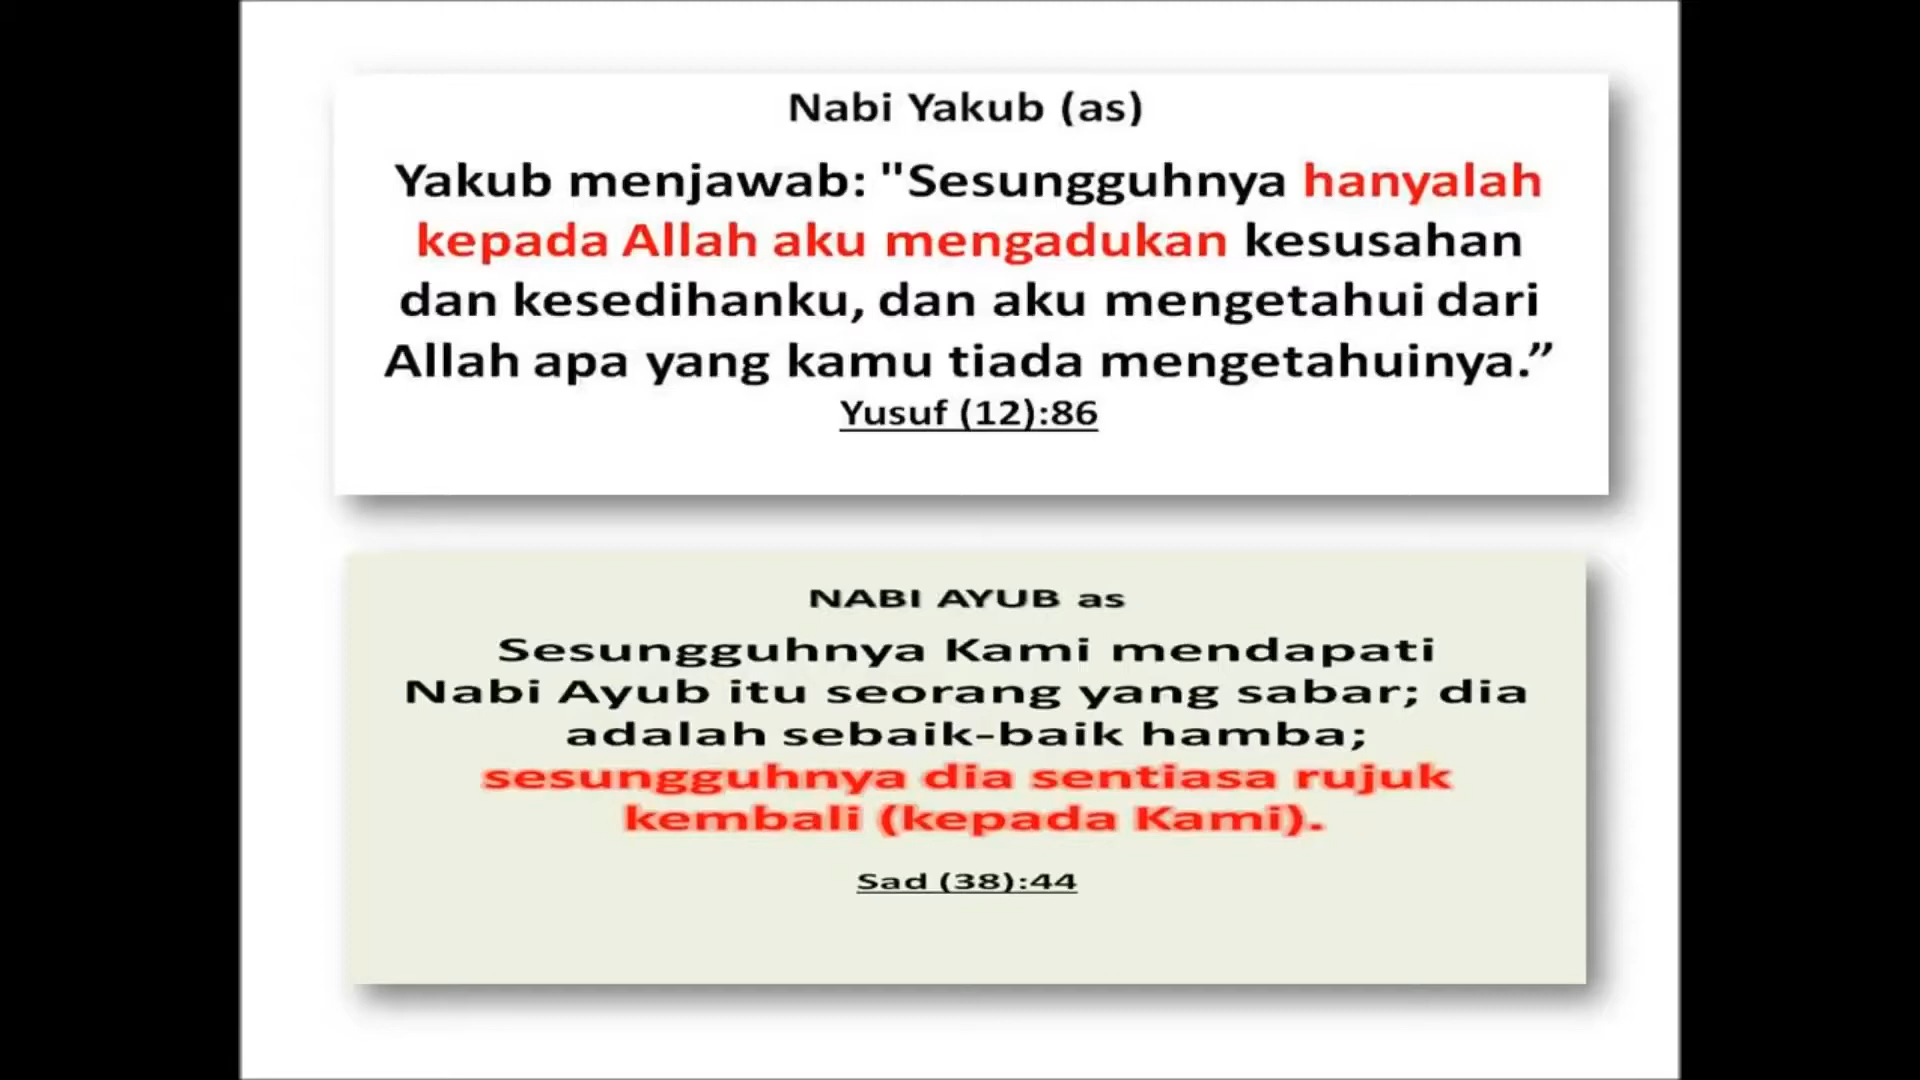 Nabi Yakub (as)
Yakub menjawab: "Sesungguhnya hanyalah
kepada Allah aku mengadukan kesusahan
dan kesedihanku, dan aku mengetahui dari
Allah apa yang kamu tiada mengetahuinya.”
Yusuf (12):86
NABI AYUB as
Sesungguhnya Kami mendapati
Nabi Ayub itu seorang yang sabar; dia
adalah sebaik-baik hamba;
sesungguhnya dia sentiasa rujuk
kembali (kepada Kami).
Sad (38):44